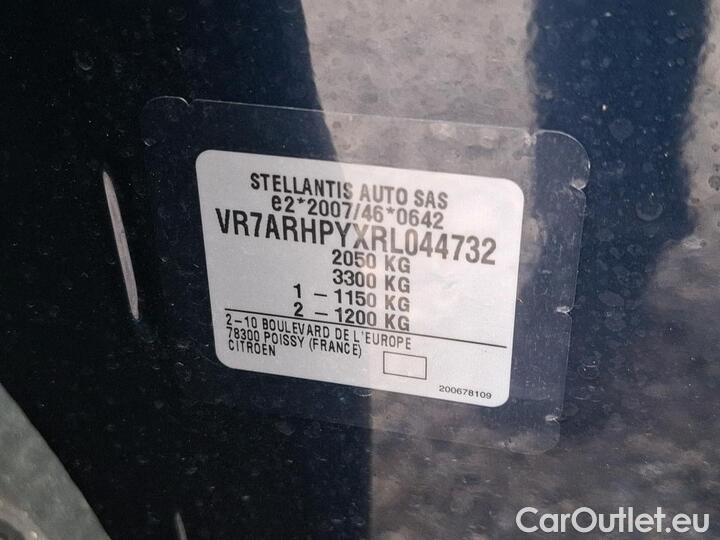 STELLANTIS AUTO SAS
e2*2007/46*0642
VR7ARHPYXRL044732
2050 KG
3300 KG
1 - 1150 KG
2 - 1200 KG
2-10 BOULEVARD DE L'EUROPE
78300 POISSY (FRANCE)
CITROEN
200678109
CarOutlet.eu